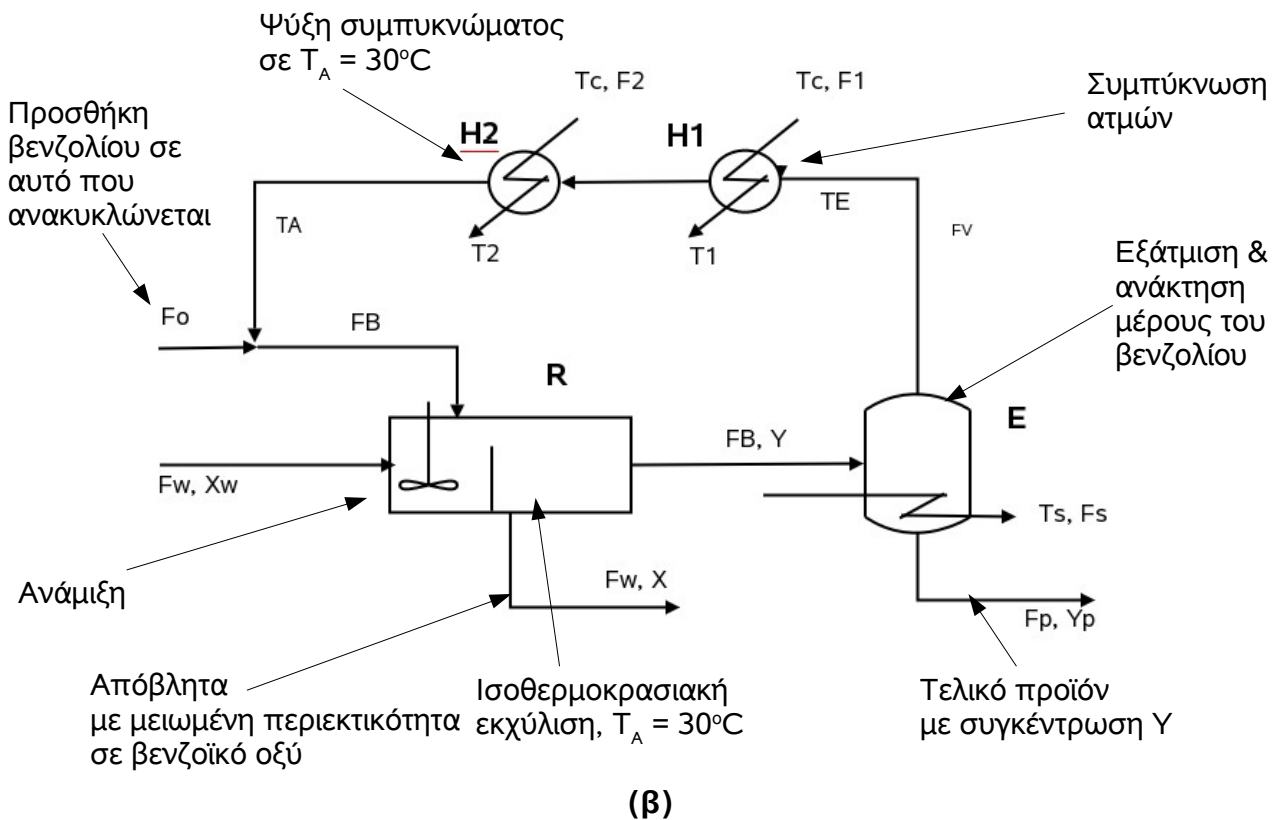 Ψύξη συμπυκνώματος
σε T_A = 30°C
Tc, F2
Tc, F1
Συμπύκνωση
ατμών
Προσθήκη
βενζολίου σε
αυτό που
ανακυκλώνεται
H2
H1
TE
TA
T2
T1
FV
Εξάτμιση &
ανάκτηση
μέρους του
βενζολίου
Fo
FB
R
E
FB, Y
Fw, Xw
Ts, Fs
Ανάμιξη
Fw, X
Fp, Yp
Απόβλητα
με μειωμένη περιεκτικότητα
σε βενζοϊκό οξύ
Ισοθερμοκρασιακή
εκχύλιση, T_A = 30°C
Τελικό προϊόν
με συγκέντρωση Y
(β)